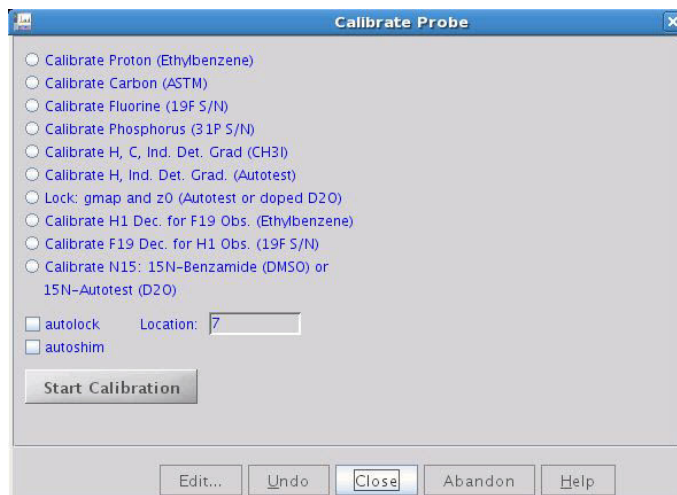 Calibrate Probe
Calibrate Proton (Ethylbenzene)
Calibrate Carbon (ASTM)
Calibrate Fluorine (19F S/N)
Calibrate Phosphorus (31P S/N)
Calibrate H, C, Ind. Det. Grad (CH3I)
Calibrate H, Ind. Det. Grad. (Autotest)
Lock: gmap and z0 (Autotest or doped D2O)
Calibrate H1 Dec. for F19 Obs. (Ethylbenzene)
Calibrate F19 Dec. for H1 Obs. (19F S/N)
Calibrate N15: 15N-Benzamide (DMSO) or
15N-Autotest (D2O)
autolock Location: 7
autoshim
Start Calibration
Edit... Undo Close Abandon Help